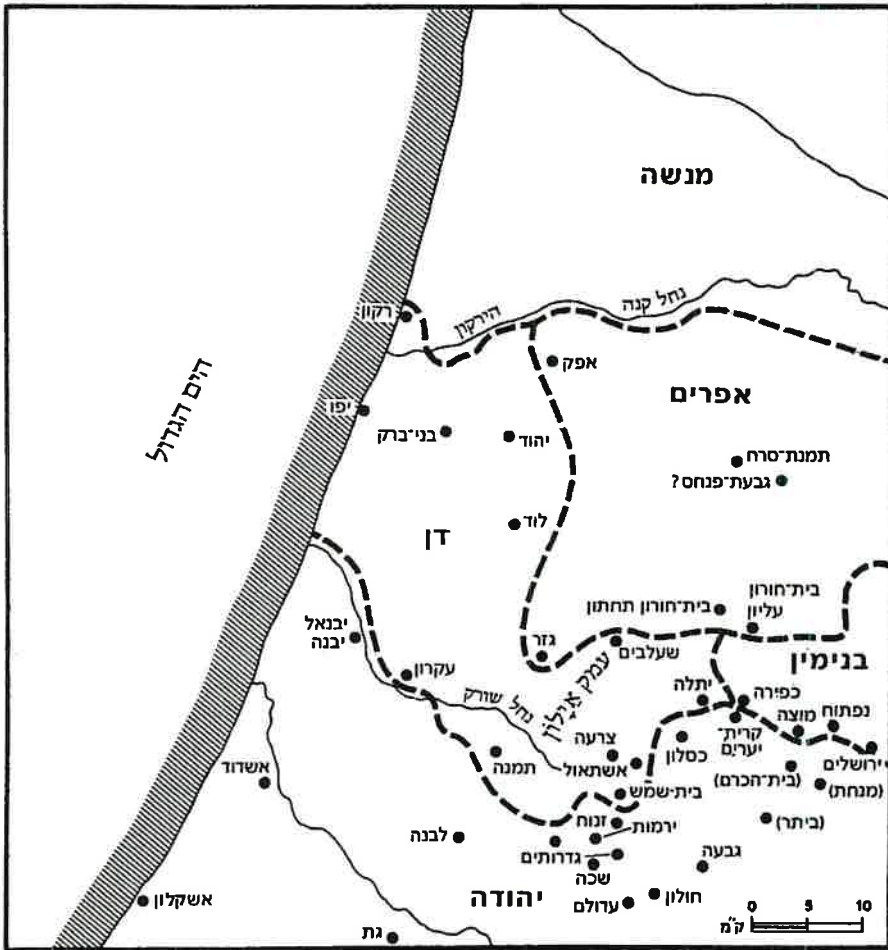 מנשה
נחל קנה
הירקון
רקון
הים הגדול
אפק
אפרים
יפו
בני־ברק
יהוד
תמנת־סרח
גבעת־פנחס?
לוד
דן
בית־חורון
עליון
בית־חורון תחתון
יבנאל
יבנה
גזר
שעלבים
בנימין
עקרון
עמק אילון
יתלה
כפירה
מוצה
נפתוח
נחל שורק
קרית־
יערים
כסלון
צרעה
ירושלים
תמנה
אשתאול
(בית־הכרם)
(מנחת)
אשדוד
בית־שמש
(ביתר)
זנוח
ירמות
לבנה
גדרותים
גבעה
שכה
יהודה
חולון
עדולם
אשקלון
גת
0 5 10
ק"מ